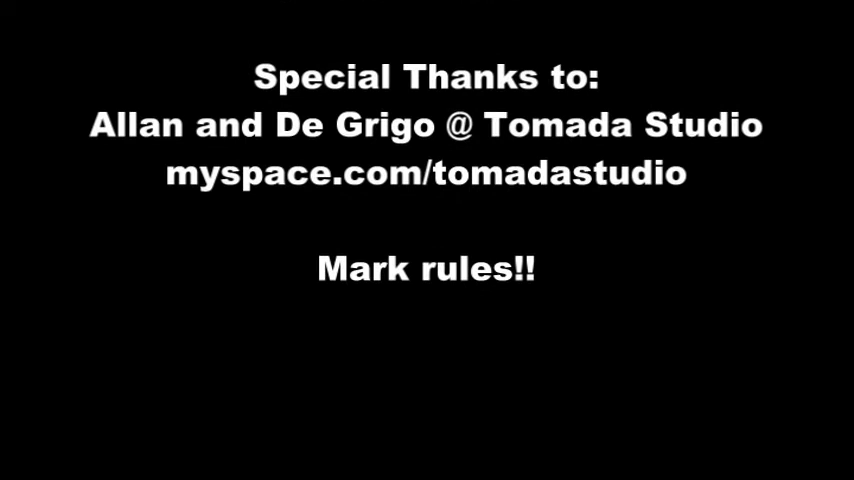 Special Thanks to:
Allan and De Grigo @ Tomada Studio
myspace.com/tomadastudio
Mark rules!!